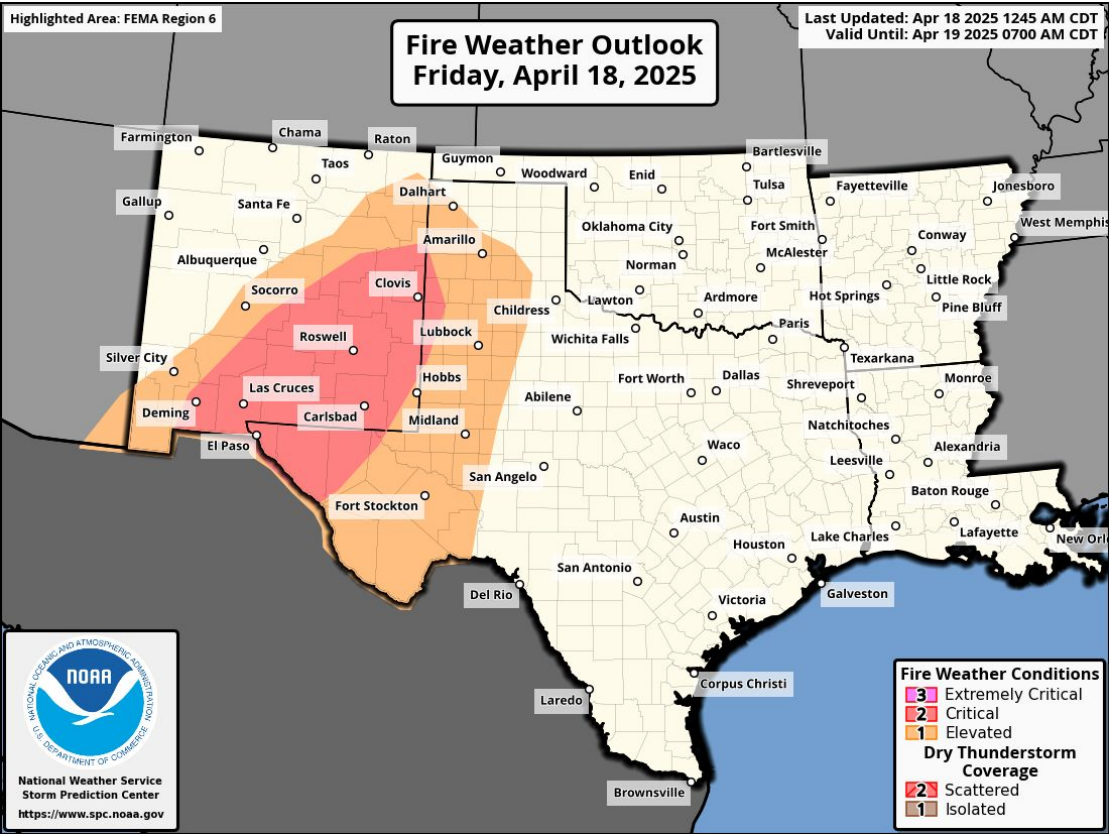 Highlighted Area: FEMA Region 6
Last Updated: Apr 18 2025 1245 AM CDT
Valid Until: Apr 19 2025 0700 AM CDT
Fire Weather Outlook
Friday, April 18, 2025
Farmington
Chama
Raton
Taos
Guymon
Woodward
Enid
Bartlesville
Tulsa
Fayetteville
Jonesboro
Gallup
Santa Fe
Dalhart
Albuquerque
Amarillo
Oklahoma City
Fort Smith
Conway
West Memphis
Norman
McAlester
Little Rock
Socorro
Clovis
Childress
Lawton
Ardmore
Hot Springs
Pine Bluff
Roswell
Lubbock
Wichita Falls
Paris
Silver City
Texarkana
Las Cruces
Hobbs
Fort Worth
Dallas
Shreveport
Monroe
Deming
Carlsbad
Midland
Abilene
Natchitoches
El Paso
Waco
Leesville
Alexandria
San Angelo
Fort Stockton
Baton Rouge
Austin
Houston
Lake Charles
Lafayette
New Orl
San Antonio
Del Rio
Victoria
Galveston
Laredo
Corpus Christi
Brownsville
NATIONAL OCEANIC AND ATMOSPHERIC ADMINISTRATION
NOAA
U.S. DEPARTMENT OF COMMERCE
National Weather Service
Storm Prediction Center
https://www.spc.noaa.gov
Fire Weather Conditions
3 Extremely Critical
2 Critical
1 Elevated
Dry Thunderstorm
Coverage
2 Scattered
1 Isolated